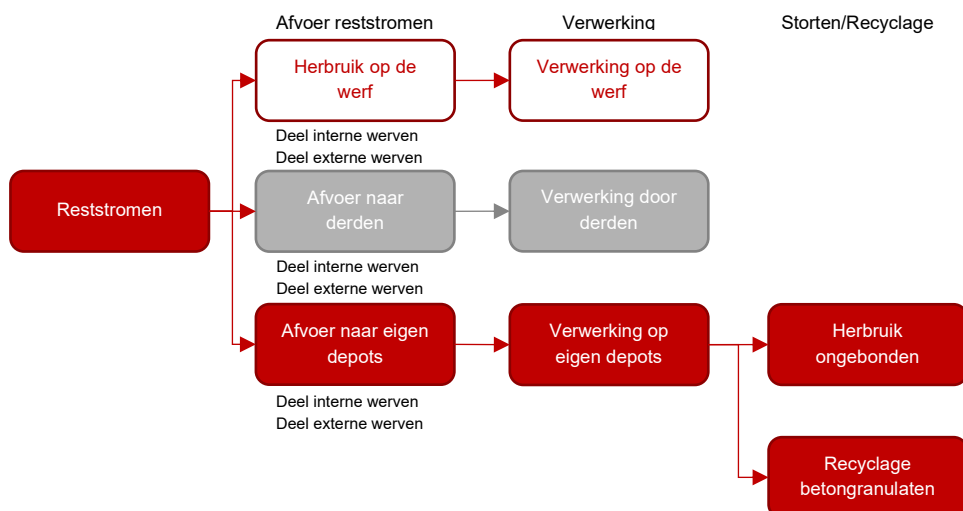 Afvoer reststromen
Verwerking
Storten/Recyclage
Herbruik op de
werf
Verwerking op de
werf
Deel interne werven
Deel externe werven
Reststromen
Afvoer naar
derden
Verwerking door
derden
Deel interne werven
Deel externe werven
Afvoer naar eigen
depots
Verwerking op
eigen depots
Herbruik
ongebonden
Deel interne werven
Deel externe werven
Recyclage
betongranulaten